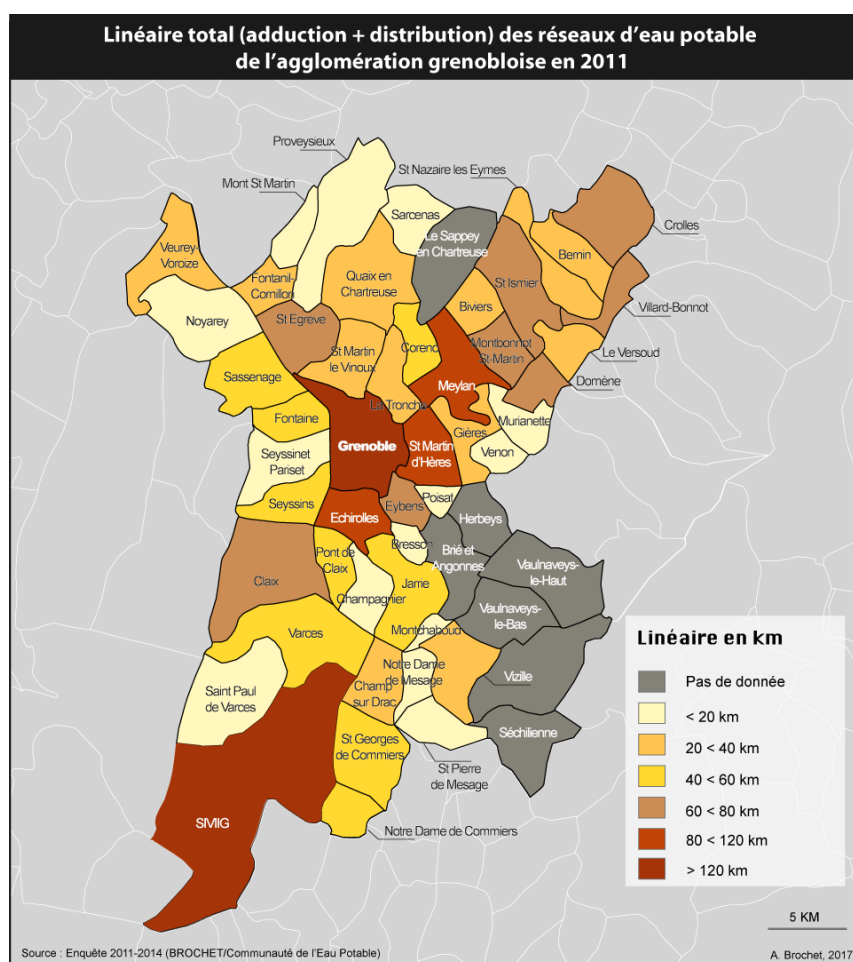 Linéaire total (adduction + distribution) des réseaux d'eau potable
de l'agglomération grenobloise en 2011
Proveysieux
St Nazaire les Eymes
Mont St Martin
Sarcenas
Crolles
Le Sappey
en Chartreuse
Veurey-
Voroize
Bernin
Fontanil-
Cornillon
Quaix en
Chartreuse
St Ismier
Biviers
Villard-Bonnot
Noyarey
St Egreve
St Martin
le Vinoux
Corenc
Montbonnot
St-Martin
Le Versoud
Sassenage
Meylan
Domène
La Tronche
Fontaine
Murianette
Grenoble
St Martin
d'Hères
Gières
Venon
Seyssinet
Pariset
Seyssins
Poisat
Eybens
Herbeys
Echirolles
Bresson
Brié et
Angonnes
Pont de
Claix
Vaulnaveys-
le-Haut
Claix
Jarrie
Champagnier
Vaulnaveys-
le-Bas
Varces
Montchaboud
Notre Dame
de Mesage
Vizille
Saint Paul
de Varces
Champ
sur Drac
St Georges
de Commiers
Séchilienne
St Pierre
de Mesage
SIVIG
Notre Dame de Commiers
Linéaire en km
Pas de donnée
< 20 km
20 < 40 km
40 < 60 km
60 < 80 km
80 < 120 km
> 120 km
5 KM
Source : Enquête 2011-2014 (BROCHET/Communauté de l'Eau Potable)
A. Brochet, 2017